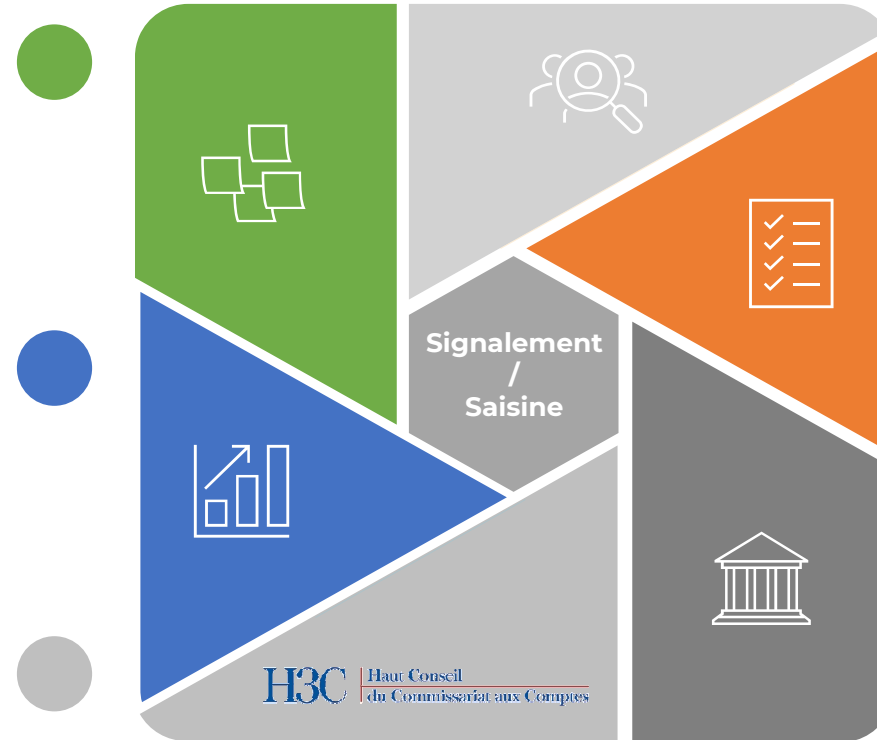 Signalement
/
Saisine
H3C
Haut Conseil
du Commissariat aux Comptes